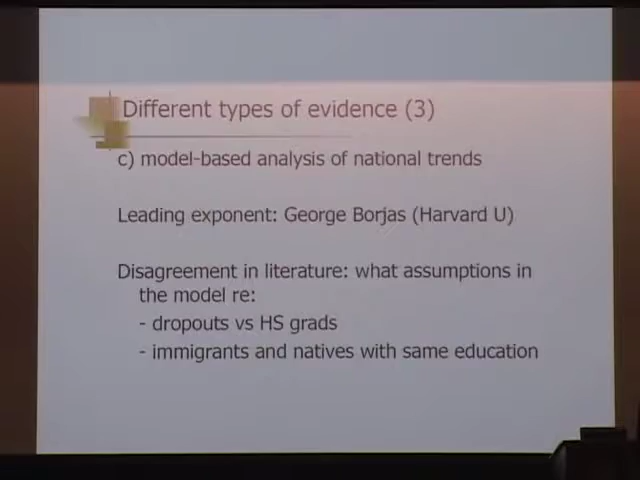 Different types of evidence (3)
c) model-based analysis of national trends
Leading exponent: George Borjas (Harvard U)
Disagreement in literature: what assumptions in
the model re:
- dropouts vs HS grads
- immigrants and natives with same education